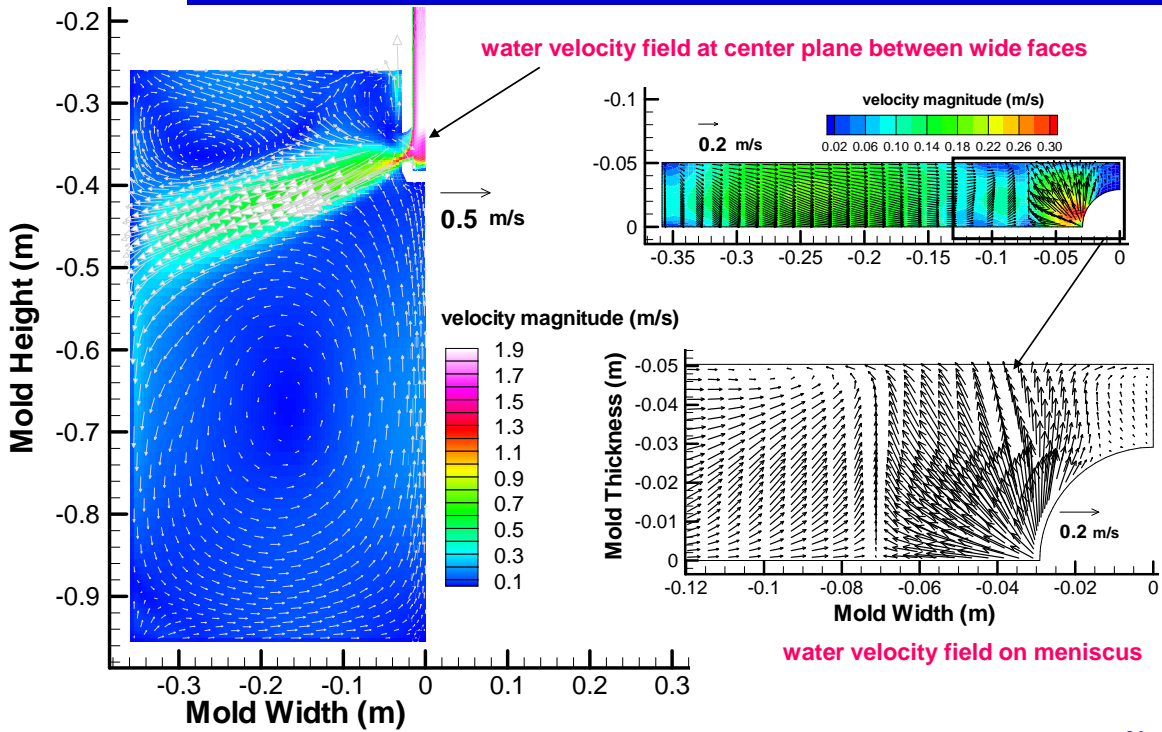 water velocity field at center plane between wide faces
-0.2
-0.3
-0.4
-0.5
-0.6
-0.7
-0.8
-0.9
Mold Height (m)
-0.3 -0.2 -0.1 0 0.1 0.2 0.3
Mold Width (m)
0.5 m/s
velocity magnitude (m/s)
1.9
1.7
1.5
1.3
1.1
0.9
0.7
0.5
0.3
0.1
velocity magnitude (m/s)
0.02 0.06 0.10 0.14 0.18 0.22 0.26 0.30
0.2 m/s
-0.1
-0.05
0
-0.35 -0.3 -0.25 -0.2 -0.15 -0.1 -0.05 0
Mold Thickness (m)
-0.05
-0.04
-0.03
-0.02
-0.01
0
0.2 m/s
-0.12 -0.1 -0.08 -0.06 -0.04 -0.02 0
Mold Width (m)
water velocity field on meniscus